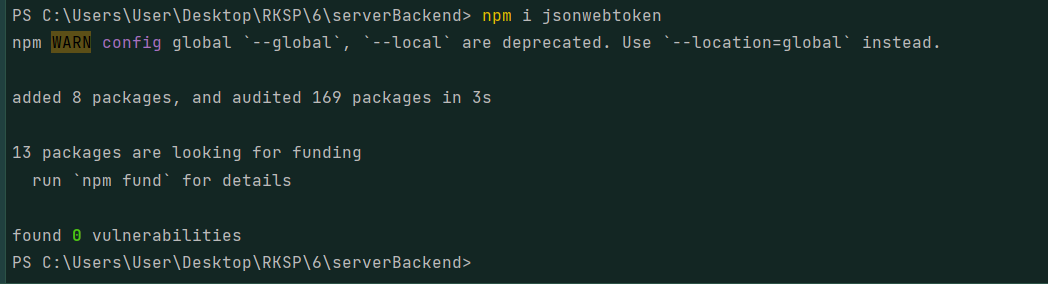 PS C:\Users\User\Desktop\RKSP\6\serverBackend> npm i jsonwebtoken
npm WARN config global `--global`, `--local` are deprecated. Use `--location=global` instead.
added 8 packages, and audited 169 packages in 3s
13 packages are looking for funding
  run `npm fund` for details
found 0 vulnerabilities
PS C:\Users\User\Desktop\RKSP\6\serverBackend>